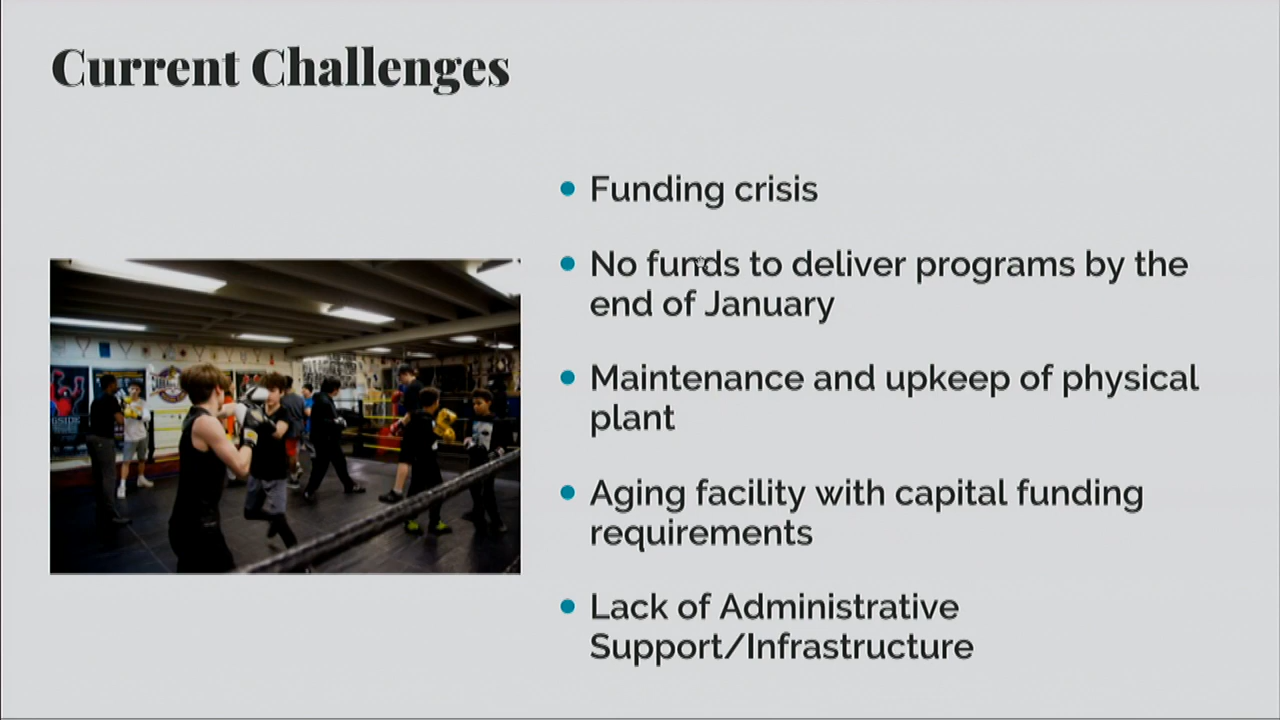 Current Challenges
Funding crisis
No funds to deliver programs by the
end of January
Maintenance and upkeep of physical
plant
Aging facility with capital funding
requirements
Lack of Administrative
Support/Infrastructure